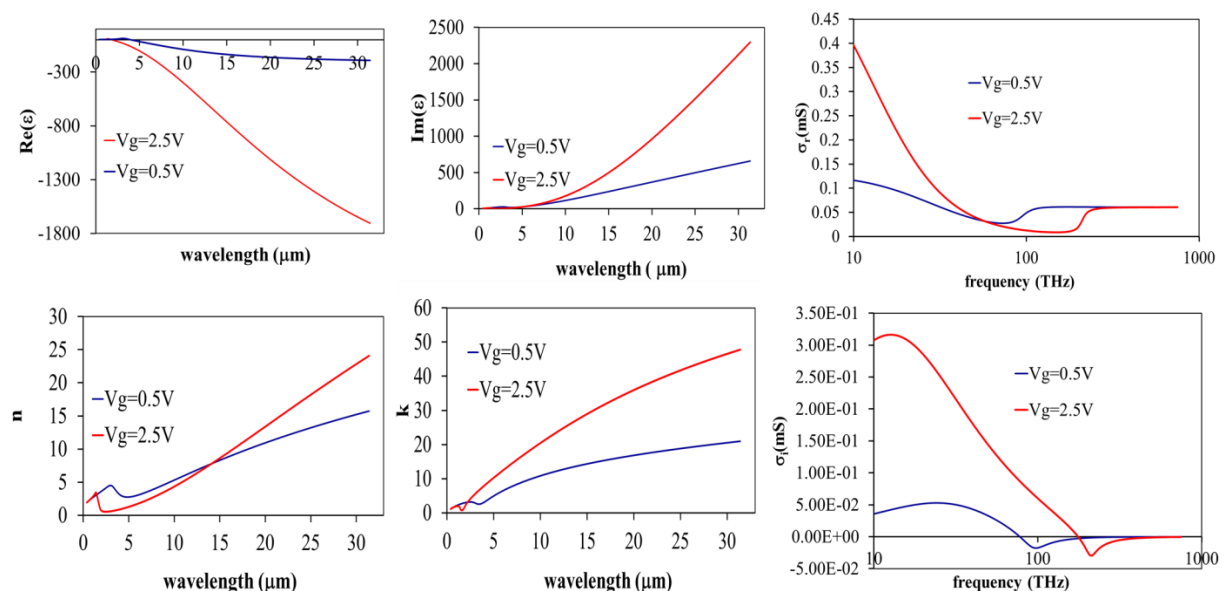 0 5 10 15 20 25 30
-300
-800
-1300
-1800
Re(ε)
Vg=2.5V
Vg=0.5V
wavelength (μm)
2500
2000
1500
1000
500
0
Im(ε)
Vg=0.5V
Vg=2.5V
0 5 10 15 20 25 30
wavelength ( μm)
0.45
0.4
0.35
0.3
0.25
0.2
0.15
0.1
0.05
0
σr(mS)
Vg=0.5V
Vg=2.5V
10 100 1000
frequency (THz)
30
25
20
15
10
5
0
n
Vg=0.5V
Vg=2.5V
0 5 10 15 20 25 30
wavelength (μm)
60
50
40
30
20
10
0
k
Vg=0.5V
Vg=2.5V
0 5 10 15 20 25 30
wavelength (μm)
3.50E-01
3.00E-01
2.50E-01
2.00E-01
1.50E-01
1.00E-01
5.00E-02
0.00E+00
-5.00E-02
σi(mS)
Vg=0.5V
Vg=2.5V
10 100 1000
frequency (THz)